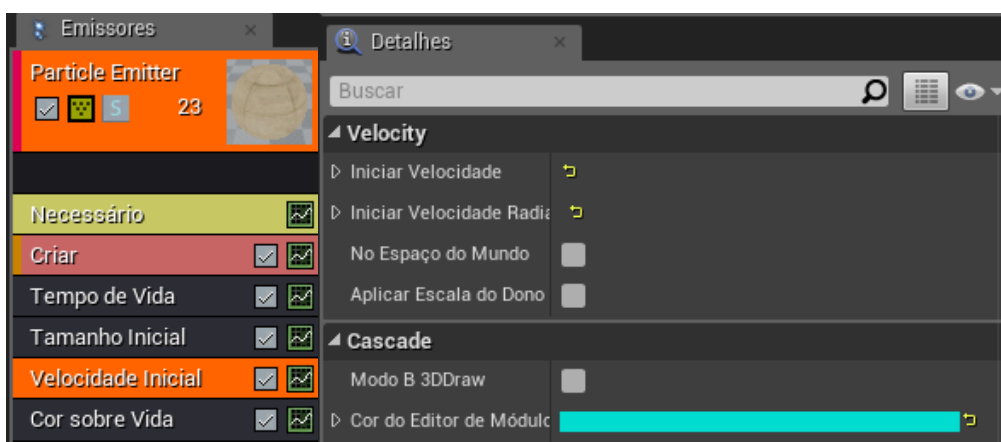 Emissores
Particle Emitter
S 23
Necessário
Criar
Tempo de Vida
Tamanho Inicial
Velocidade Inicial
Cor sobre Vida
Detalhes
Buscar
Velocity
Iniciar Velocidade
Iniciar Velocidade Radia
No Espaço do Mundo
Aplicar Escala do Dono
Cascade
Modo B 3DDraw
Cor do Editor de Módulo